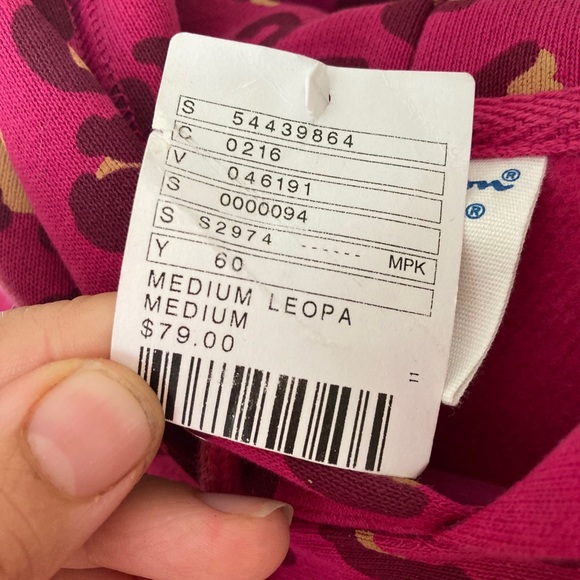 S 54439864
C 0216
V 046191
S 0000094
S S2974 ------ MPK
Y 60
MEDIUM LEOPA
MEDIUM
$79.00
11
®
®